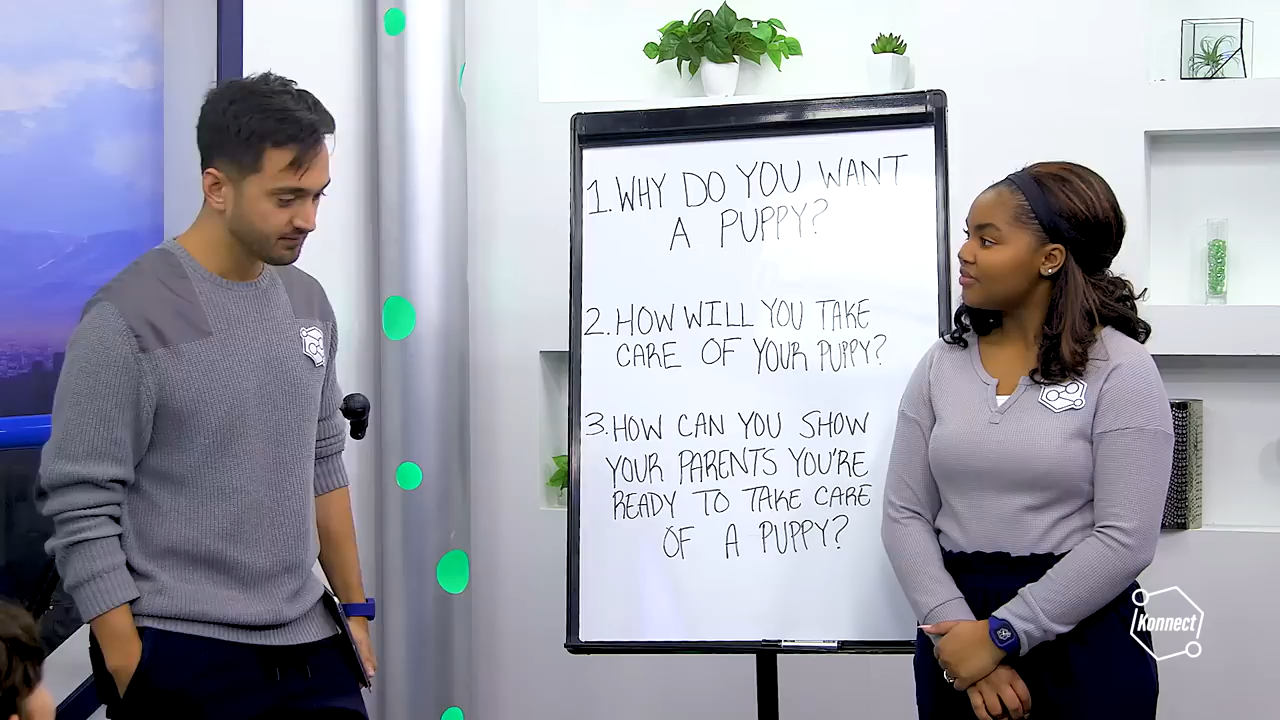 1. WHY DO YOU WANT
A PUPPY?
2. HOW WILL YOU TAKE
CARE OF YOUR PUPPY?
3. HOW CAN YOU SHOW
YOUR PARENTS YOU'RE
READY TO TAKE CARE
OF A PUPPY?
Konnect